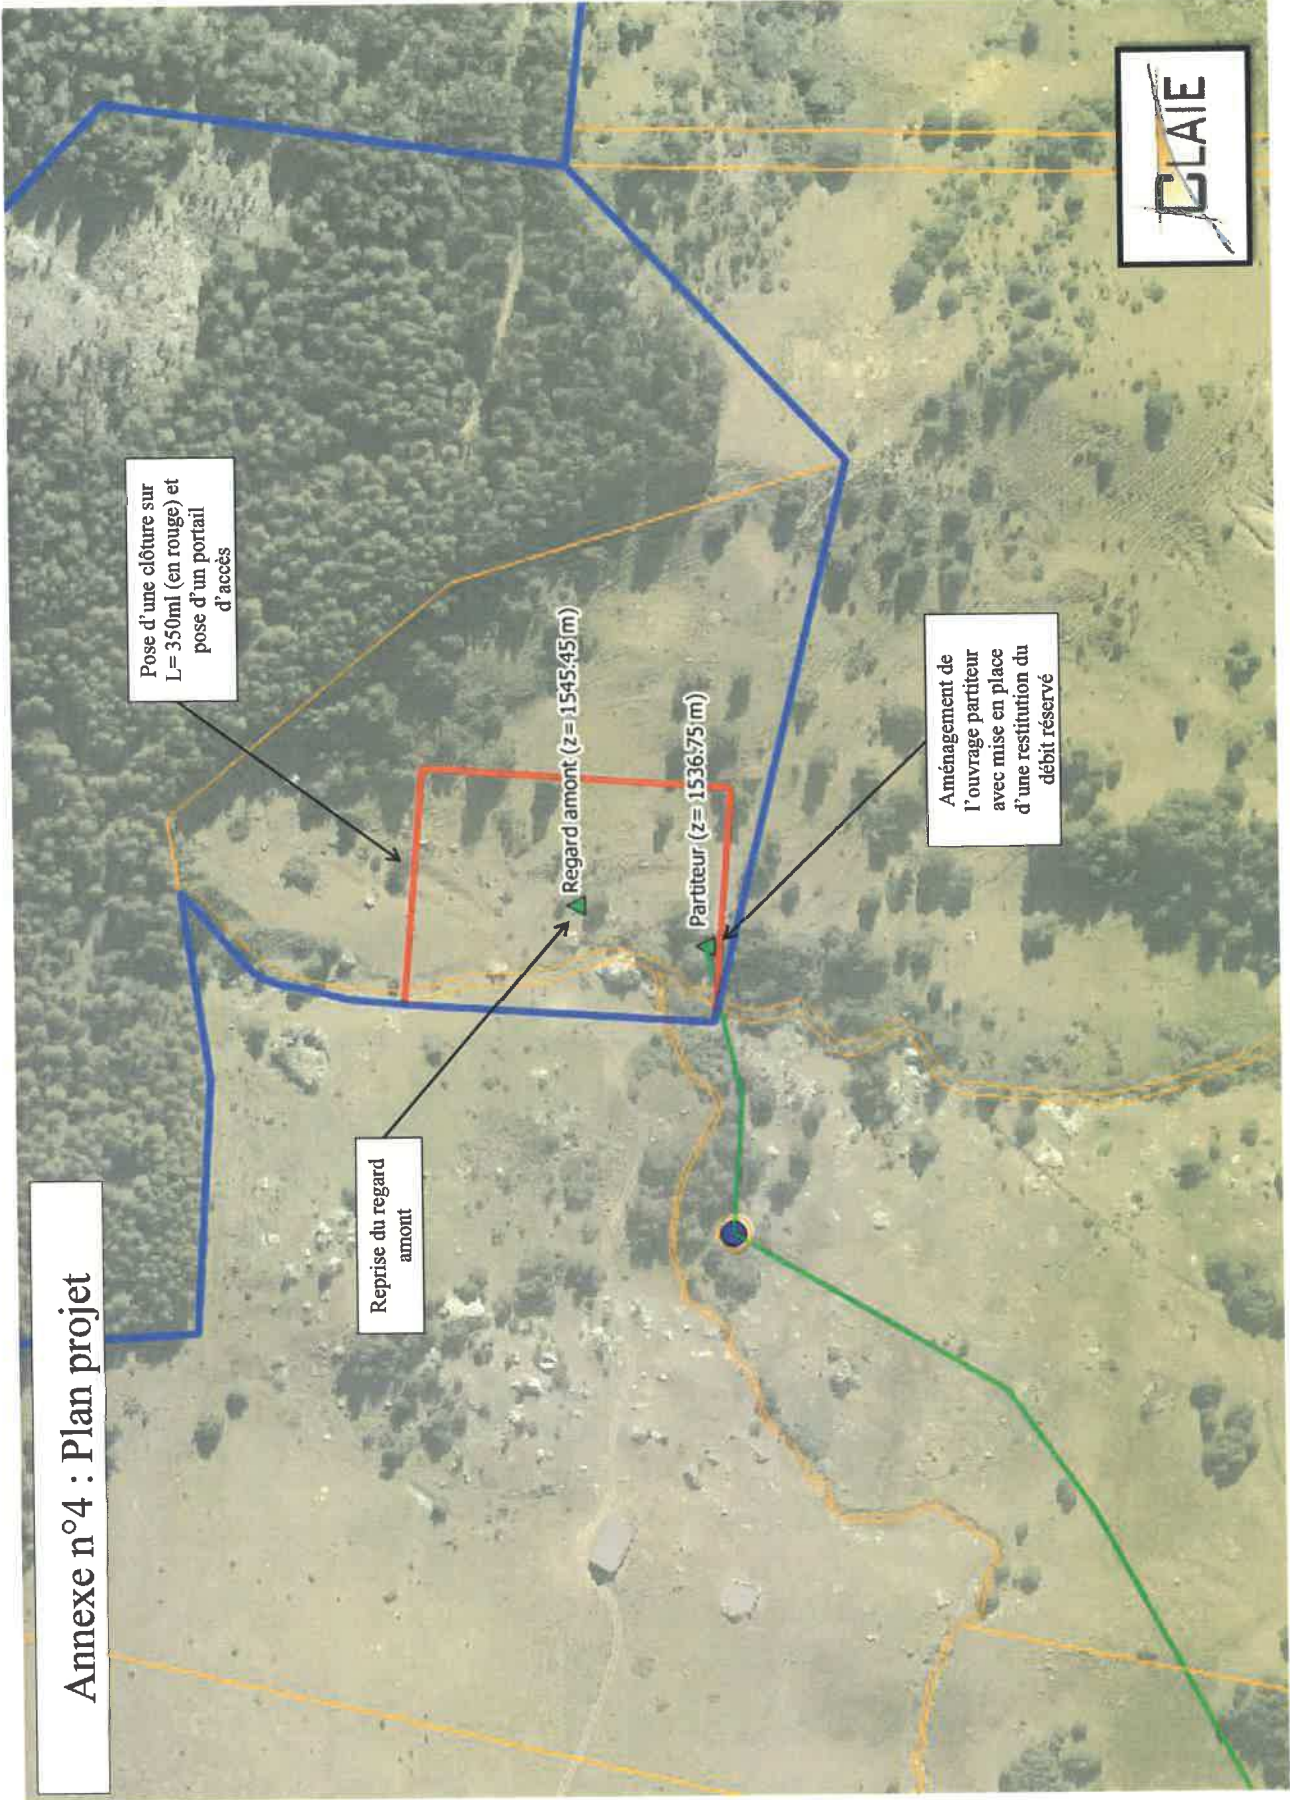 Annexe n°4 : Plan projet
Pose d'une clôture sur
L= 350ml (en rouge) et
pose d'un portail
d'accès
Reprise du regard
amont
Regard amont (z= 1545.45 m)
Partiteur (z= 1536.75 m)
Aménagement de
l'ouvrage partiteur
avec mise en place
d'une restitution du
débit réservé
CLAIE